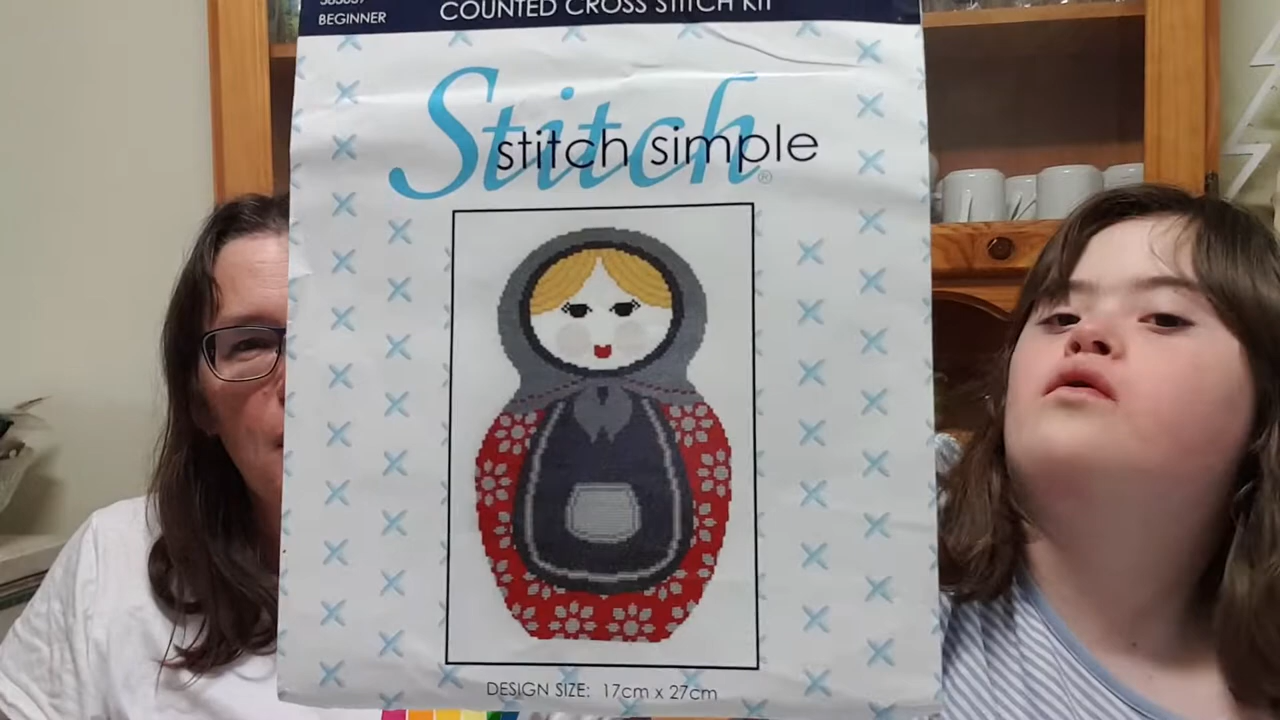 BEGINNER
COUNTED CROSS STITCH KIT
Stitch
stitch simple
®
DESIGN SIZE: 17cm x 27cm